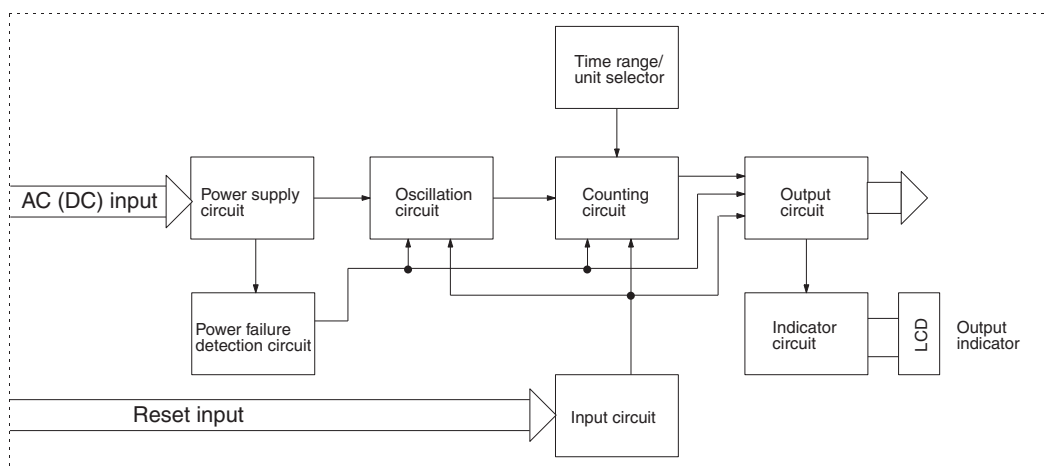 Time range/
unit selector
AC (DC) input
Power supply
circuit
Oscillation
circuit
Counting
circuit
Output
circuit
Power failure
detection circuit
Indicator
circuit
LCD
Output
indicator
Reset input
Input circuit